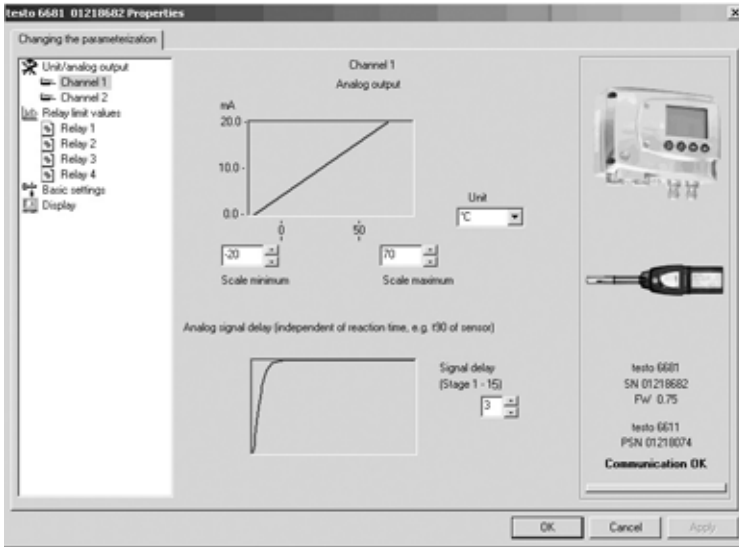 testo 6681 01218682 Properties
Changing the parameterization
Unit/analog output
Channel 1
Channel 2
Relay limit values
Relay 1
Relay 2
Relay 3
Relay 4
Basic settings
Display
Channel 1
Analog output
mA
20.0
10.0
0.0
0
50
Unit
°C
-20
70
Scale minimum
Scale maximum
Analog signal delay (independent of reaction time, e.g. t90 of sensor)
Signal delay
(Stage 1 - 15)
3
testo 6681
SN 01218682
FW 0.75
testo 6611
PSN 01218074
Communication OK
OK
Cancel
Apply